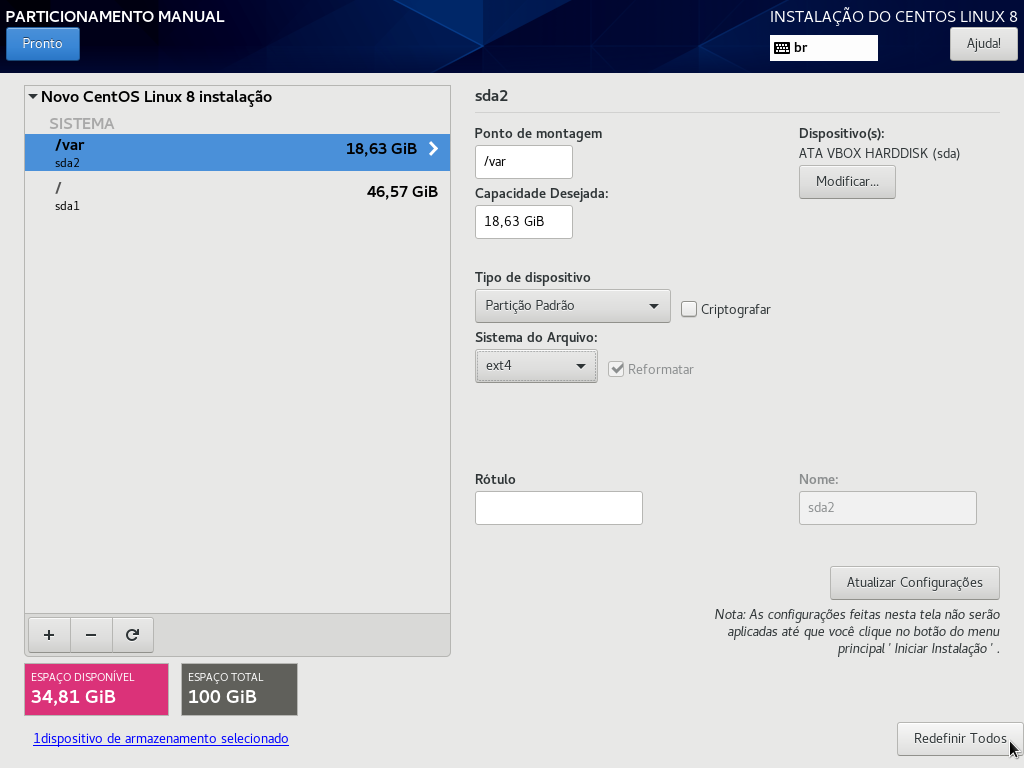 PARTICIONAMENTO MANUAL
INSTALAÇÃO DO CENTOS LINUX 8
Pronto
br
Ajuda!
Novo CentOS Linux 8 instalação
SISTEMA
/var
18,63 GiB
sda2
/
46,57 GiB
sda1
sda2
Ponto de montagem
/var
Capacidade Desejada:
18,63 GiB
Dispositivo(s):
ATA VBOX HARDDISK (sda)
Modificar...
Tipo de dispositivo
Partição Padrão
Criptografar
Sistema do Arquivo:
ext4
Reformatar
Rótulo
Nome:
sda2
Atualizar Configurações
Nota: As configurações feitas nesta tela não serão
aplicadas até que você clique no botão do menu
principal ' Iniciar Instalação ' .
ESPAÇO DISPONÍVEL
34,81 GiB
ESPAÇO TOTAL
100 GiB
1dispositivo de armazenamento selecionado
Redefinir Todos